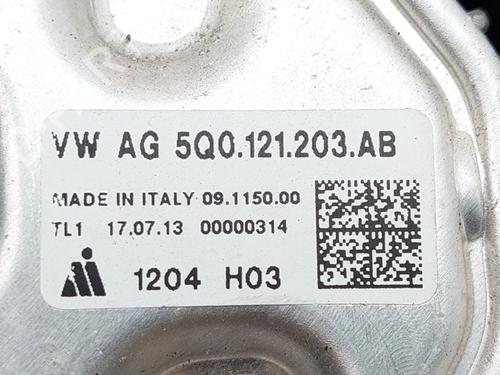 VW AG 5Q0.121.203.AB
MADE IN ITALY 09.1150.00
TL1 17.07.13 00000314
1204 H03